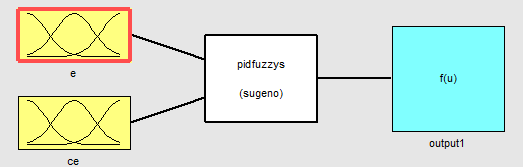 e
ce
pidfuzzys
(sugeno)
f(u)
output1